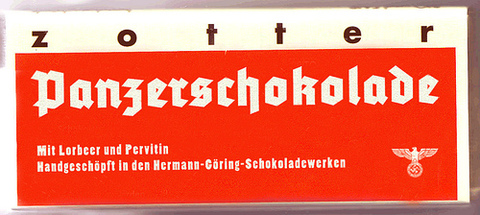 zotter
Panzerschokolade
Mit Lorbeer und Pervitin
Handgeschöpft in den Hermann-Göring-Schokoladewerken